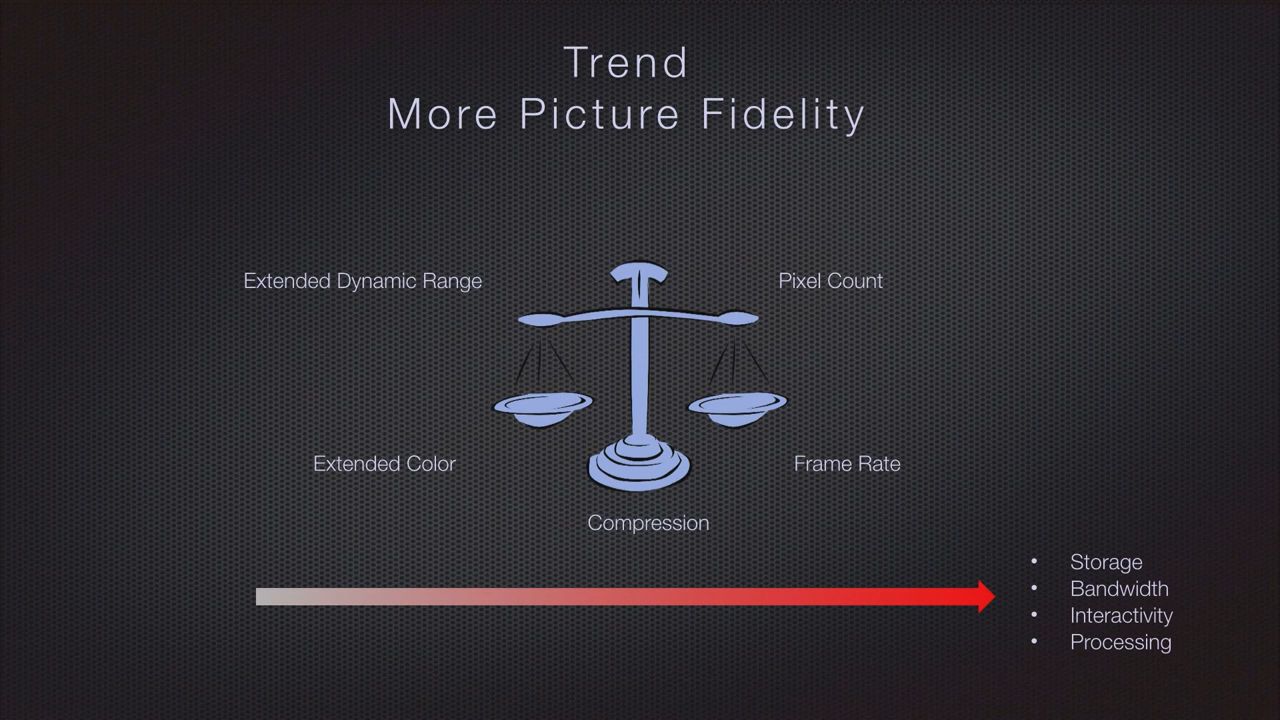 Trend
More Picture Fidelity
Extended Dynamic Range
Pixel Count
Extended Color
Frame Rate
Compression
• Storage
• Bandwidth
• Interactivity
• Processing